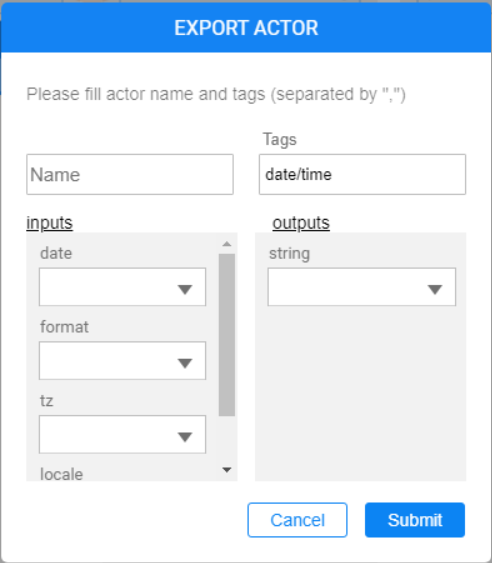 EXPORT ACTOR
Please fill actor name and tags (separated by ",")
Tags
Name
date/time
inputs
outputs
date
string
format
tz
locale
Cancel
Submit